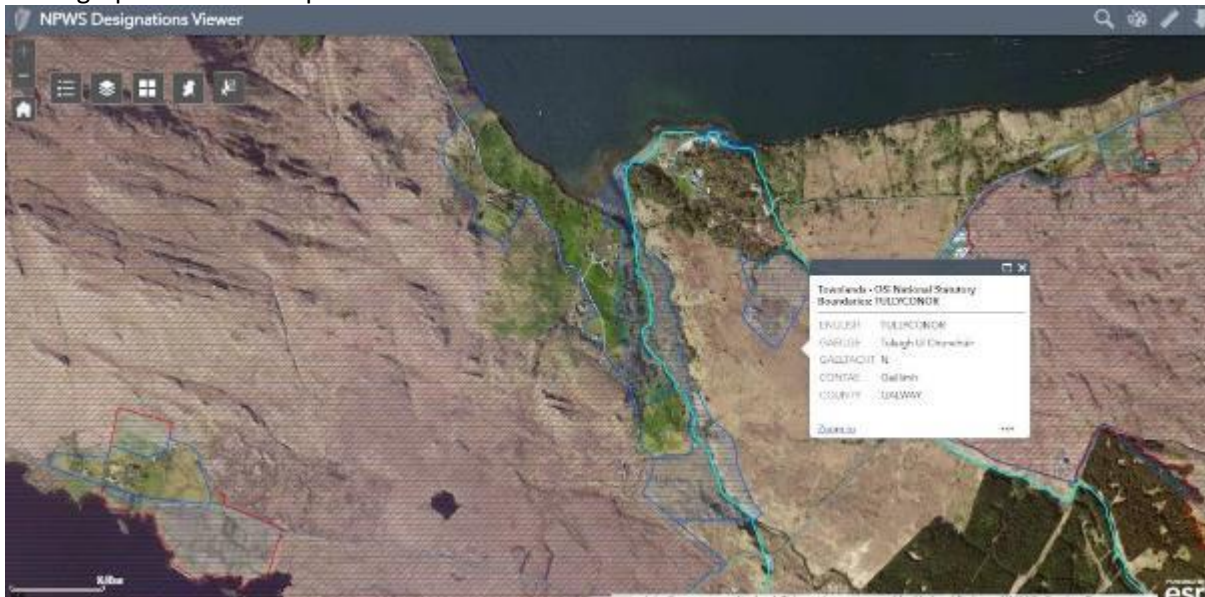 NPWS Designations Viewer
Townlands - OSI National Statutory
Boundaries: TULLYCONOR
ENGLISH TULLYCONOR
GAEILGE Tulaigh Uí Chonchúir
GAELTACHT N
CONTAE Gaillimh
COUNTY GALWAY
Zoom to
esri